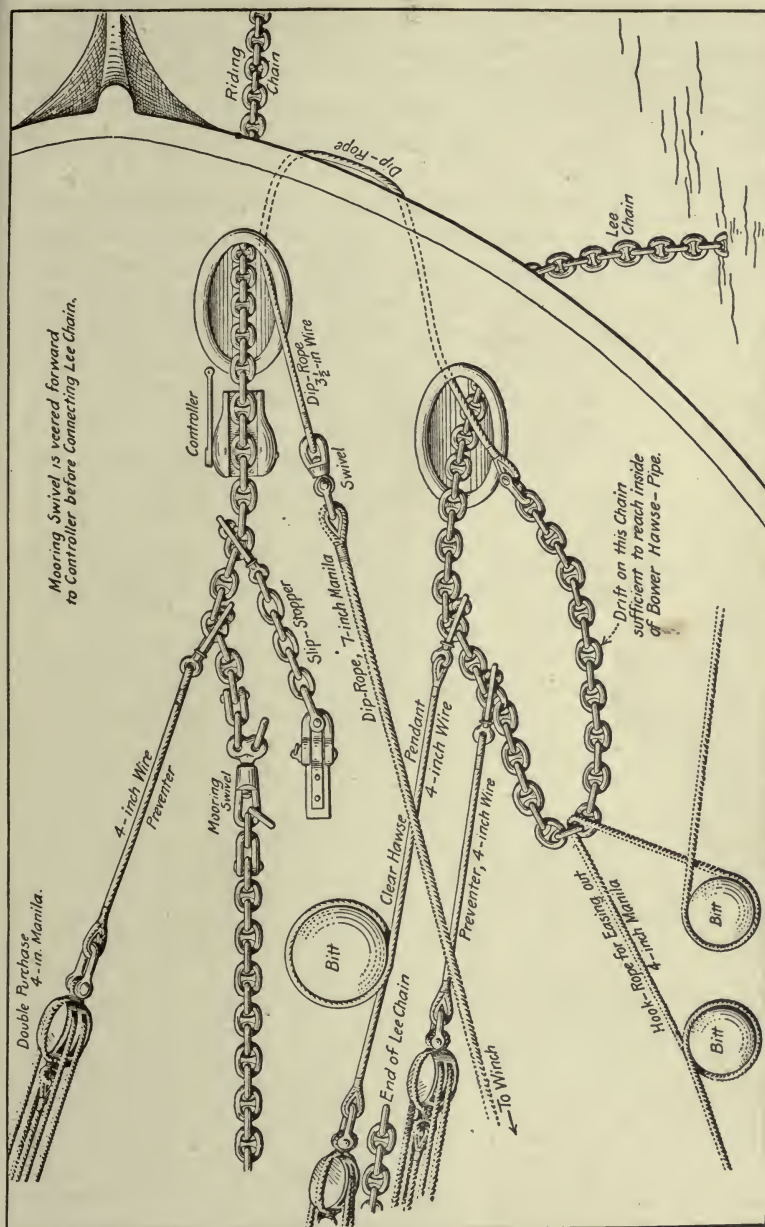 Riding
Chain
Dip-Rope
Lee
Chain
Mooring Swivel is veered forward
to Controller before Connecting Lee Chain.
Controller
Dip-Rope
3½-in Wire
Swivel
Slip-Stopper
Dip-Rope, 7-inch Manila
4-inch Wire
Preventer
Mooring
Swivel
Double Purchase
4-in. Manila.
Drift on this Chain
sufficient to reach inside
of Bower Hawse-Pipe.
Clear Hawse Pendant
4-inch Wire
Preventer, 4-inch Wire
Bitt
End of Lee Chain
To Winch
Hook-Rope for Easing out
4-inch Manila
Bitt
Bitt